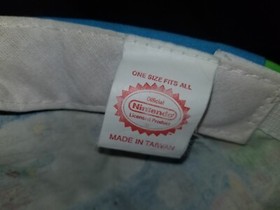 ONE SIZE FITS ALL
Official
Nintendo
Licensed Product
MADE IN TAIWAN